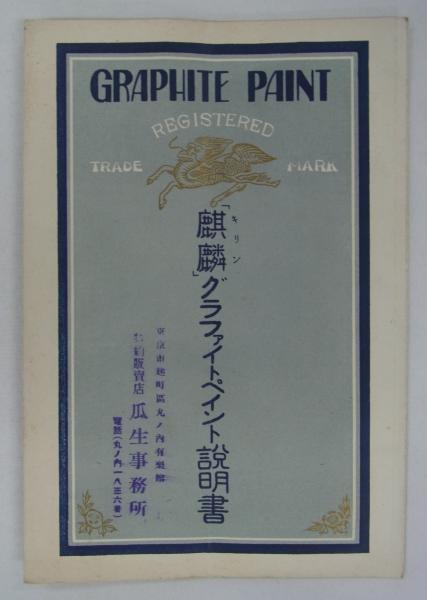 GRAPHITE PAINT
REGISTERED
TRADE MARK
「麒麟」グラファイトペイント説明書
キリン
東京市麹町區丸ノ内有樂館
特約販賣店 瓜生事務所
電話(丸ノ内一八三六番)